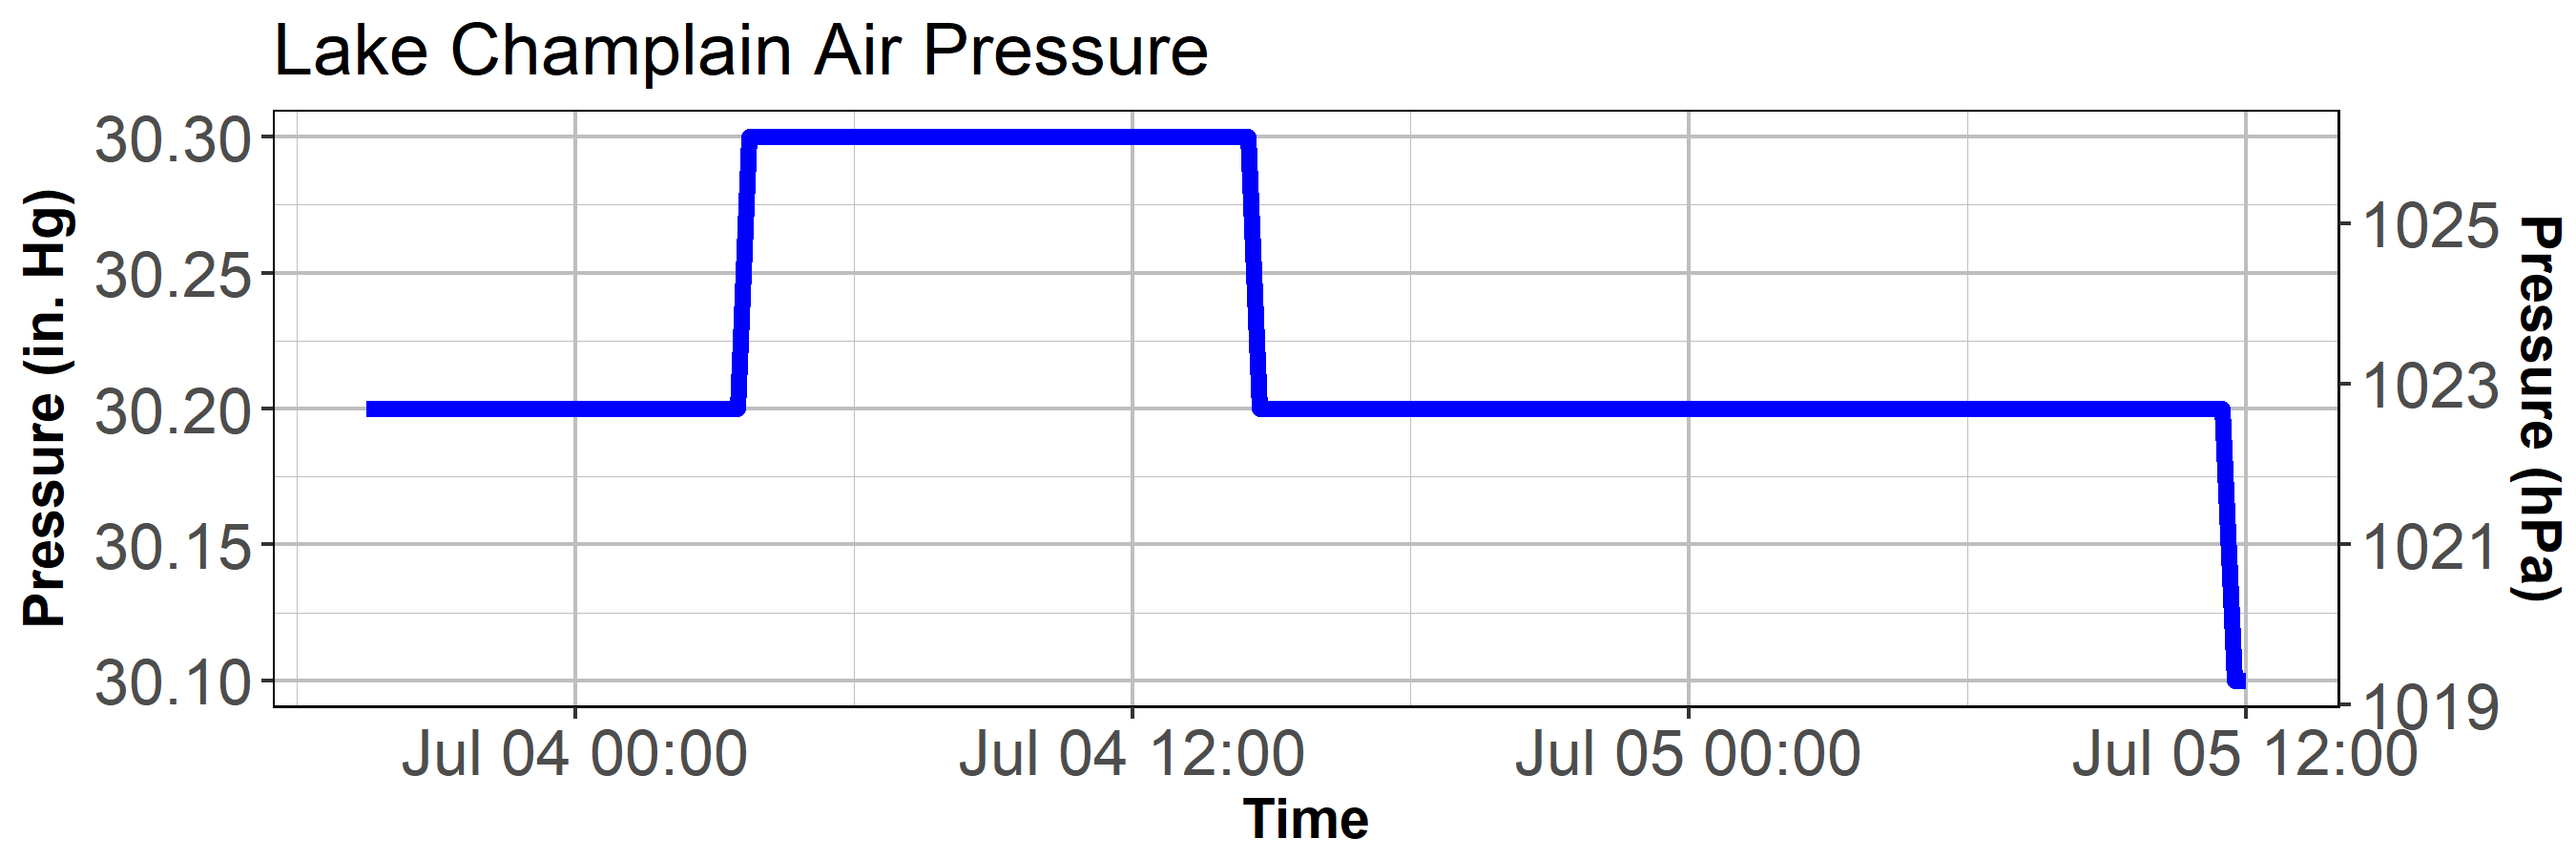 Lake Champlain Air Pressure
Pressure (in. Hg)
30.30
30.25
30.20
30.15
30.10
1025
1023
1021
1019
Pressure (hPa)
Jul 04 00:00
Jul 04 12:00
Jul 05 00:00
Jul 05 12:00
Time